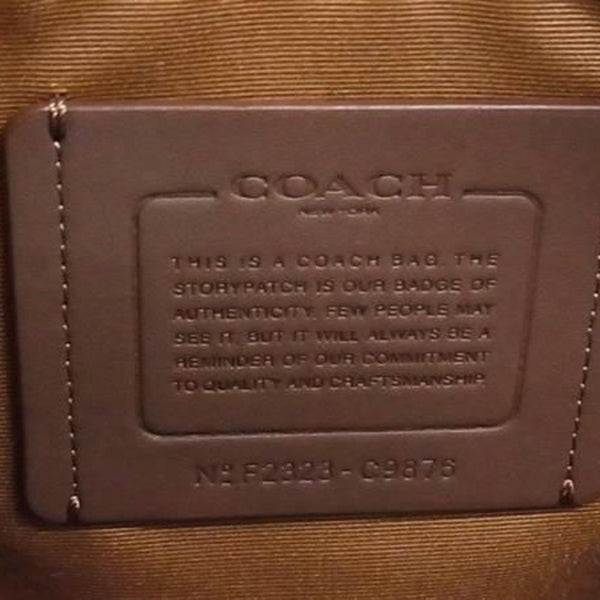 COACH
NEW YORK
THIS IS A COACH BAG. THE
STORYPATCH IS OUR BADGE OF
AUTHENTICITY. FEW PEOPLE MAY
SEE IT, BUT IT WILL ALWAYS BE A
REMINDER OF OUR COMMITMENT
TO QUALITY AND CRAFTSMANSHIP.
Nº F2323-C9876